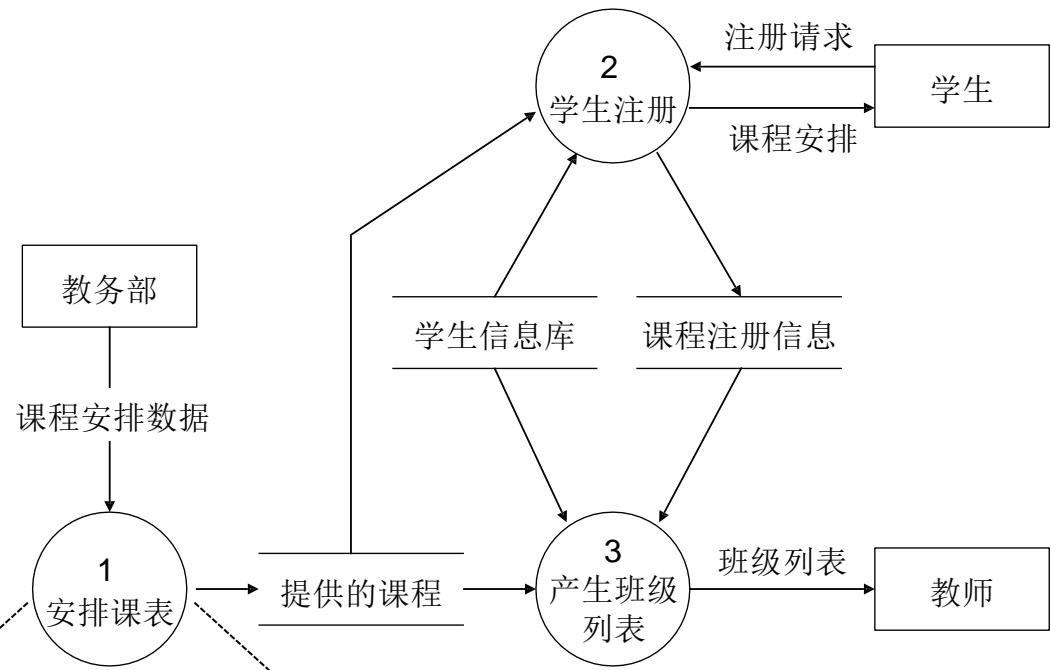 注册请求
2
学生注册
学生
课程安排
教务部
学生信息库
课程注册信息
课程安排数据
1
安排课表
提供的课程
3
产生班级
列表
班级列表
教师